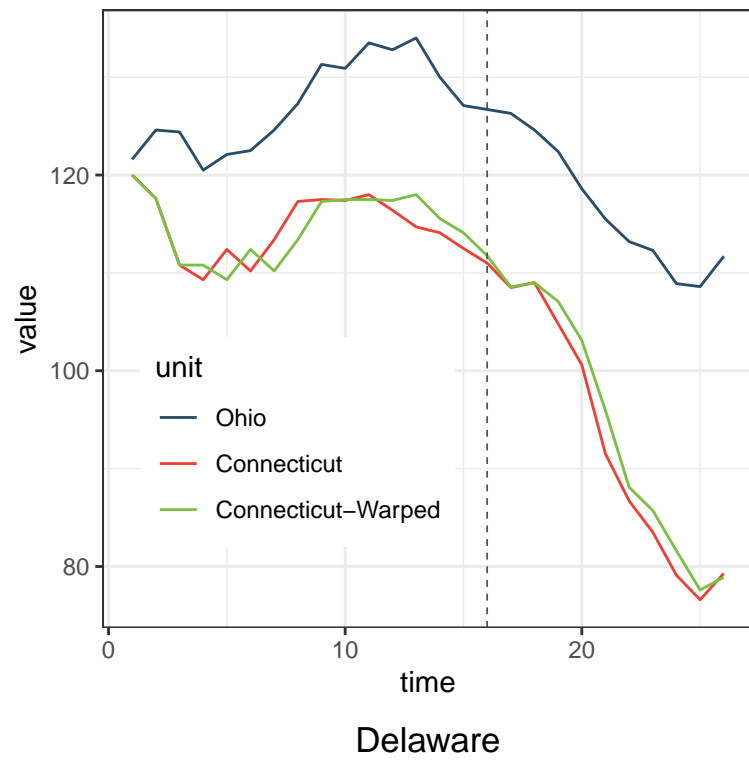 120
100
80
value
unit
Ohio
Connecticut
Connecticut-Warped
0 10 20
time
Delaware